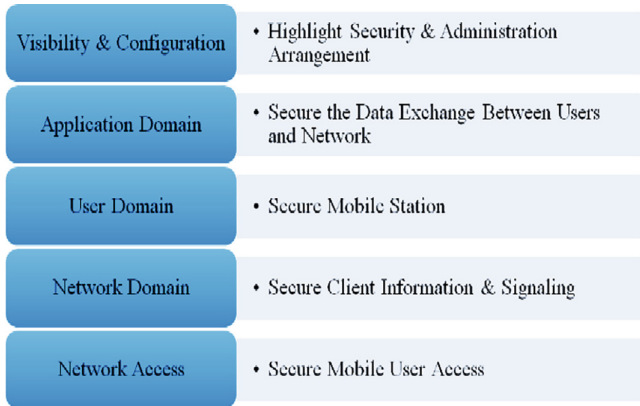 Visibility & Configuration
• Highlight Security & Administration
Arrangement
Application Domain
• Secure the Data Exchange Between Users
and Network
User Domain
• Secure Mobile Station
Network Domain
• Secure Client Information & Signaling
Network Access
• Secure Mobile User Access